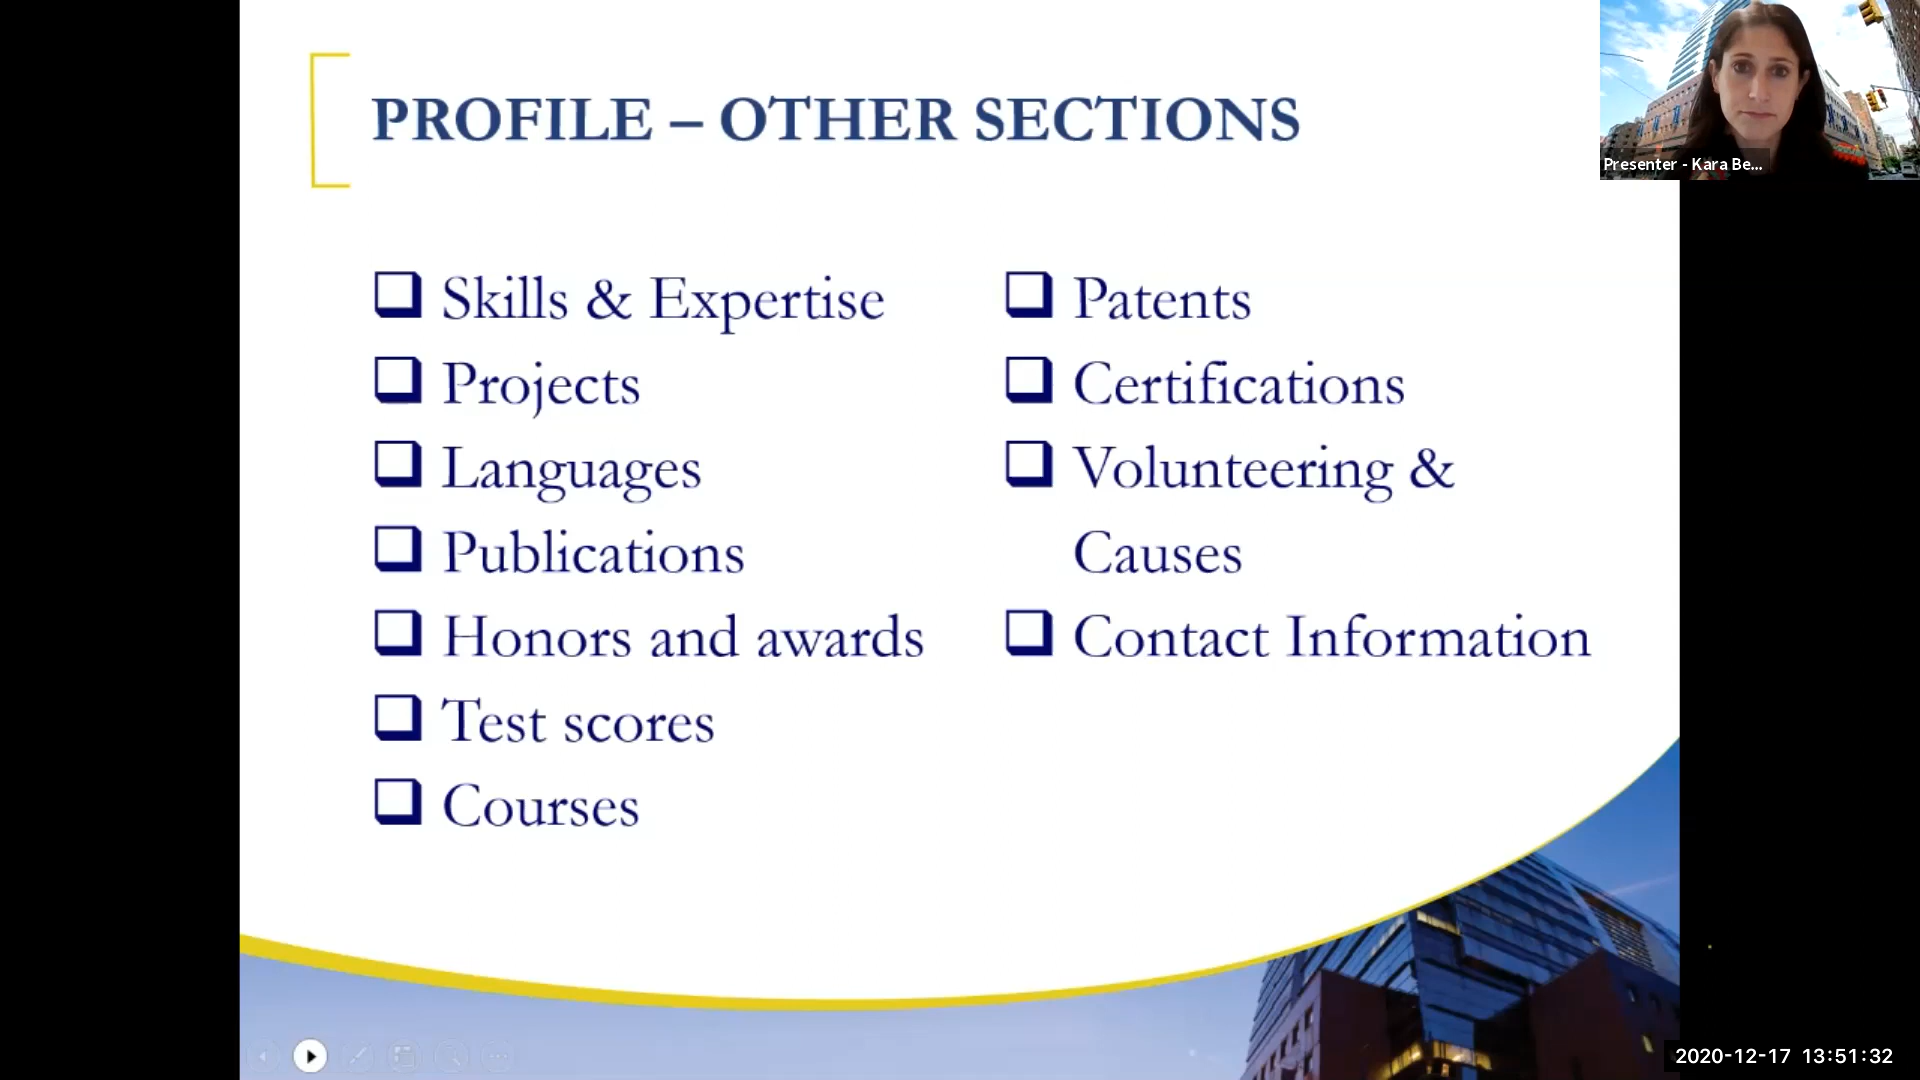 PROFILE – OTHER SECTIONS
Presenter - Kara Be...
Skills & Expertise
Projects
Languages
Publications
Honors and awards
Test scores
Courses
Patents
Certifications
Volunteering &
Causes
Contact Information
2020-12-17 13:51:32